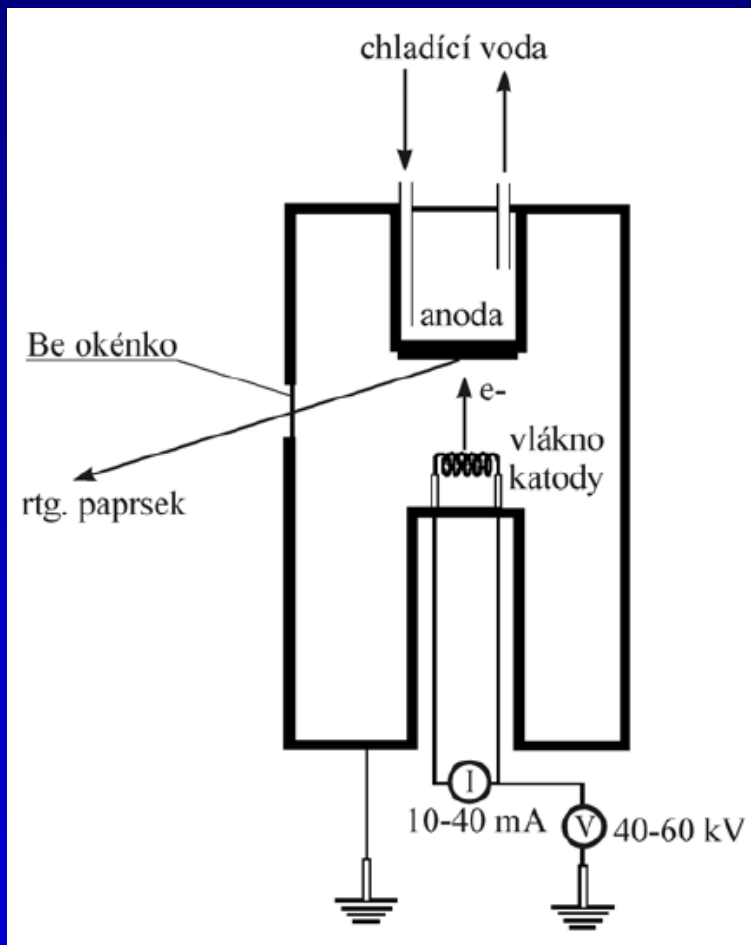 chladící voda
anoda
Be okénko
e-
vlákno
katody
rtg. paprsek
I
10-40 mA
V
40-60 kV